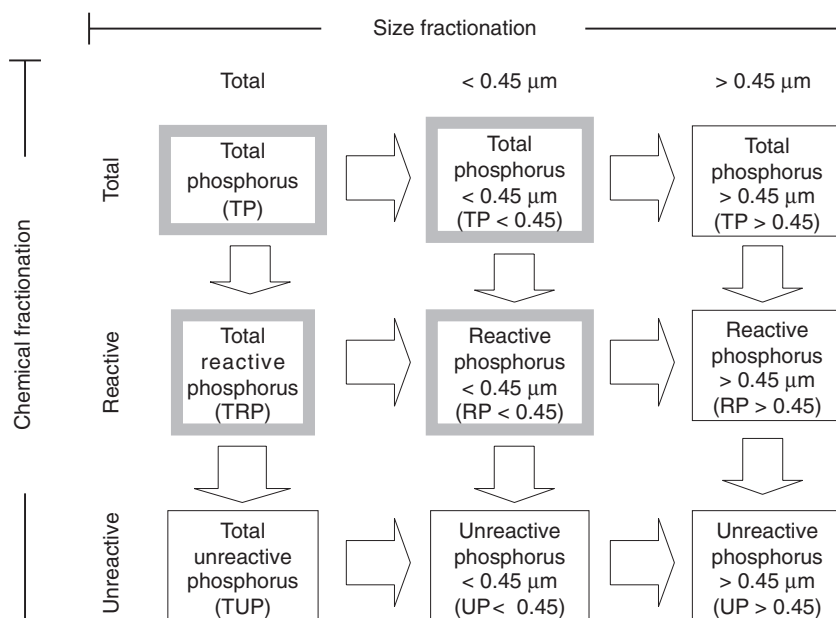 Size fractionation
Total
< 0.45 µm
> 0.45 µm
Chemical fractionation
Total
Total
phosphorus
(TP)
Total
phosphorus
< 0.45 µm
(TP < 0.45)
Total
phosphorus
> 0.45 µm
(TP > 0.45)
Reactive
Total
reactive
phosphorus
(TRP)
Reactive
phosphorus
< 0.45 µm
(RP < 0.45)
Reactive
phosphorus
> 0.45 µm
(RP > 0.45)
Unreactive
Total
unreactive
phosphorus
(TUP)
Unreactive
phosphorus
< 0.45 µm
(UP < 0.45)
Unreactive
phosphorus
> 0.45 µm
(UP > 0.45)